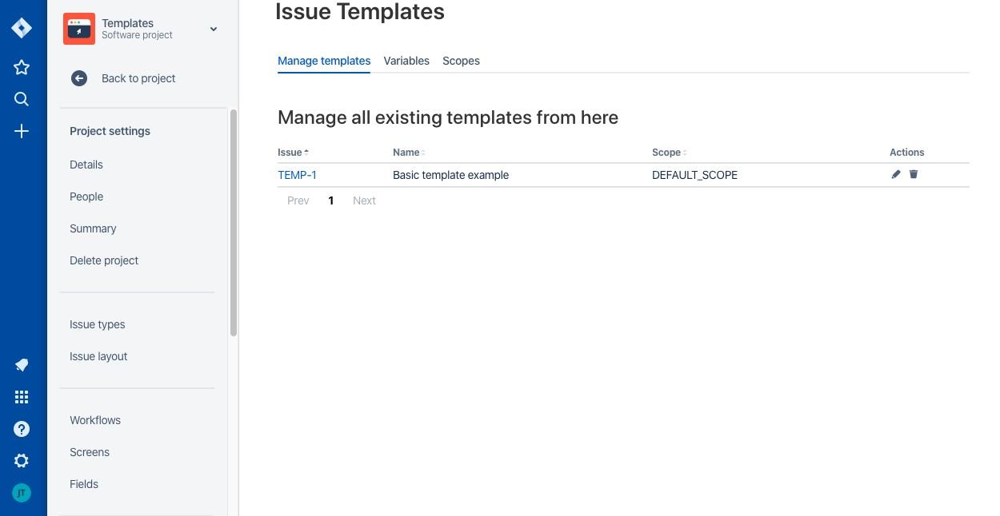 Templates
Software project
Back to project
Project settings
Details
People
Summary
Delete project
Issue types
Issue layout
Workflows
Screens
Fields
JT
Issue Templates
Manage templates Variables Scopes
Manage all existing templates from here
Issue Name Scope Actions
TEMP-1 Basic template example DEFAULT_SCOPE
Prev 1 Next